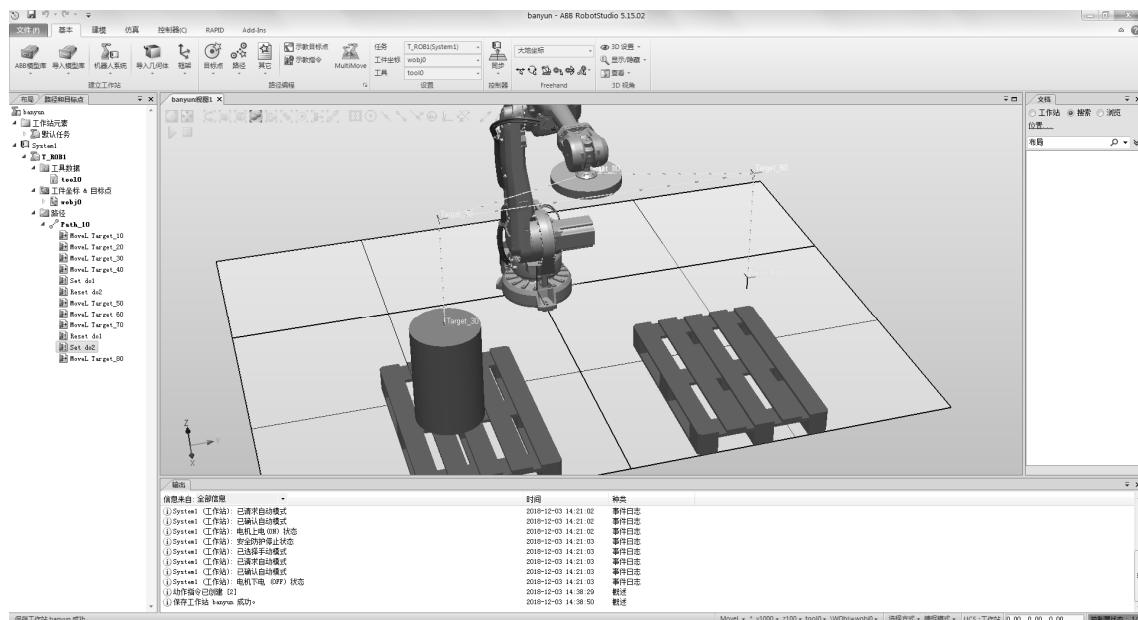 banyun - ABB RobotStudio 5.15.02
文件(F) 基本 建模 仿真 控制器(C) RAPID Add-Ins
ABB模型库 导入模型库 机器人系统 导入几何体 框架
建立工作站
目标点 路径 其它
示教目标点
示教指令
MultiMove
路径编程
任务 T_ROB1(System1)
工件坐标 wobj0
工具 tool0
设置
同步
控制器
大地坐标
Freehand
3D 设置
显示/隐藏
查看
3D 视角
布局 路径和目标点
banyun
工作站元素
默认任务
System1
T_ROB1
工具数据
tool0
工件坐标 & 目标点
wobj0
路径
Path_10
MoveL Target_10
MoveL Target_20
MoveL Target_30
MoveL Target_40
Set do1
Reset do2
MoveL Target_50
MoveL Target 60
MoveL Target_70
Reset do1
Set do2
MoveL Target_80
banyun视图1
Target_30
Z
X
文档
工作站 搜索 浏览
位置...
布局
输出
信息来自: 全部信息 时间 种类
System1 (工作站): 已请求自动模式 2018-12-03 14:21:02 事件日志
System1 (工作站): 已确认自动模式 2018-12-03 14:21:02 事件日志
System1 (工作站): 电机上电(ON) 状态 2018-12-03 14:21:02 事件日志
System1 (工作站): 安全防护停止状态 2018-12-03 14:21:03 事件日志
System1 (工作站): 已选择手动模式 2018-12-03 14:21:03 事件日志
System1 (工作站): 已请求自动模式 2018-12-03 14:21:03 事件日志
System1 (工作站): 已确认自动模式 2018-12-03 14:21:03 事件日志
System1 (工作站): 电机下电 (OFF) 状态 2018-12-03 14:21:03 事件日志
动作指令已创建 [2] 2018-12-03 14:38:29 概述
保存工作站 banyun 成功。 2018-12-03 14:38:50 概述